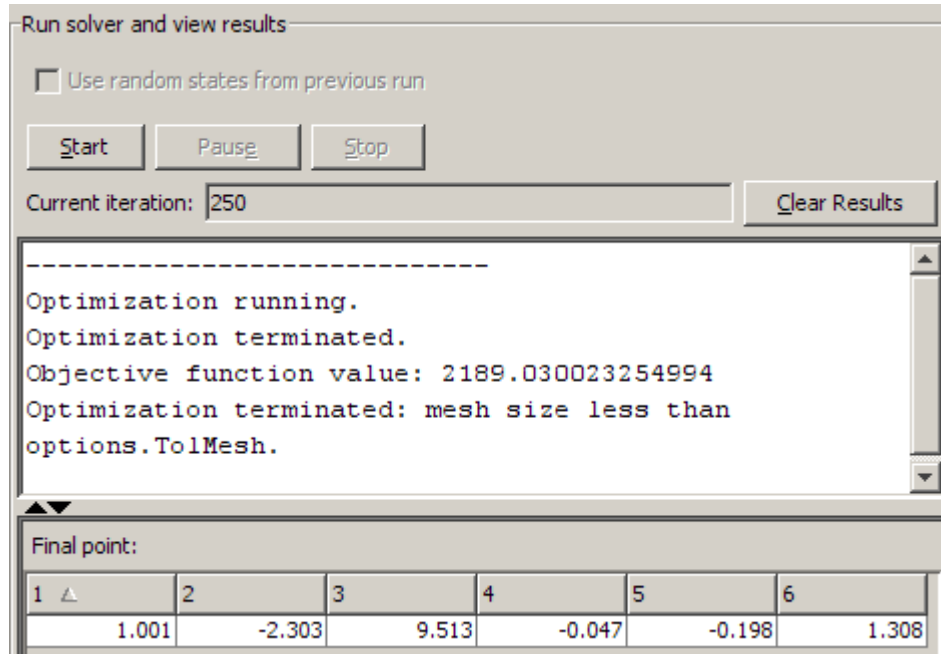 Run solver and view results
Use random states from previous run
Start Pause Stop
Current iteration: 250 Clear Results
------------------------------
Optimization running.
Optimization terminated.
Objective function value: 2189.030023254994
Optimization terminated: mesh size less than
options.TolMesh.
Final point:
1 2 3 4 5 6
1.001 -2.303 9.513 -0.047 -0.198 1.308